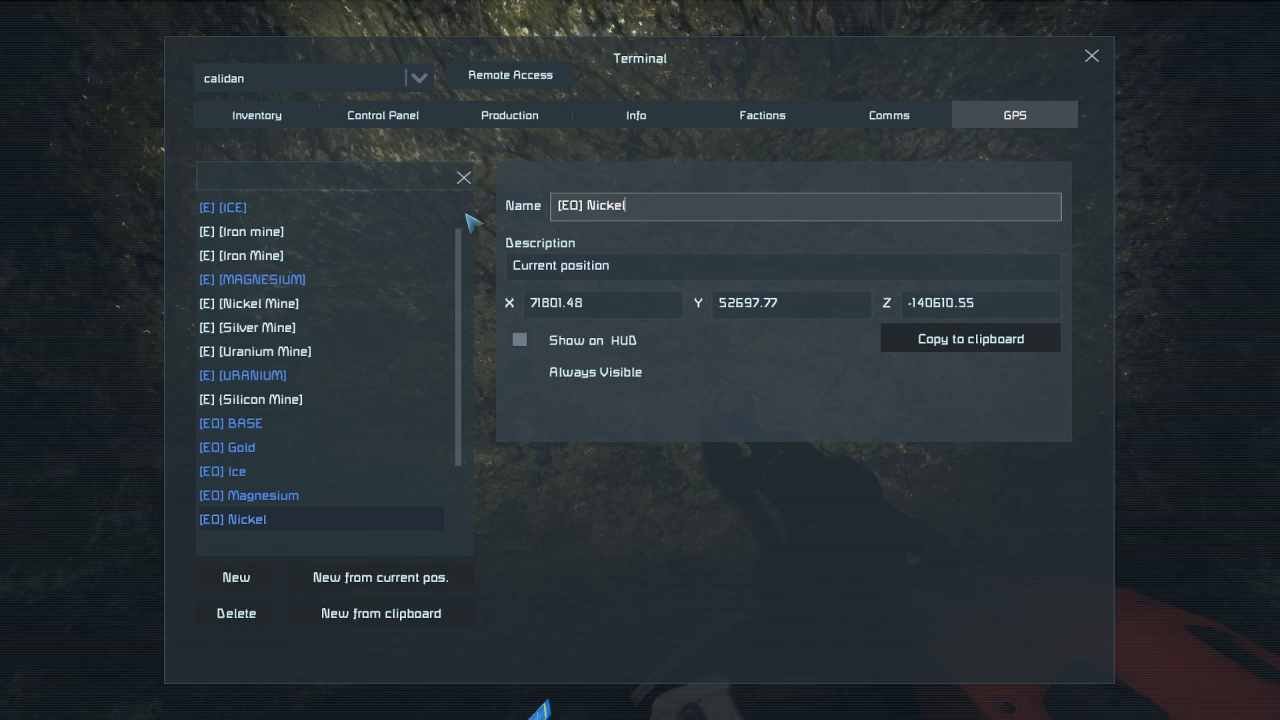 Terminal
calidan
Remote Access
Inventory Control Panel Production Info Factions Comms GPS
[E] [ICE]
[E] [Iron mine]
[E] [Iron Mine]
[E] [MAGNESIUM]
[E] [Nickel Mine]
[E] [Silver Mine]
[E] [Uranium Mine]
[E] [URANIUM]
[E] {Silicon Mine]
[EO] BASE
[EO] Gold
[EO] Ice
[EO] Magnesium
[EO] Nickel
New New from current pos.
Delete New from clipboard
Name [EO] Nickel
Description
Current position
X 71801.48 Y 52697.77 Z -140610.55
Show on HUD Copy to clipboard
Always Visible